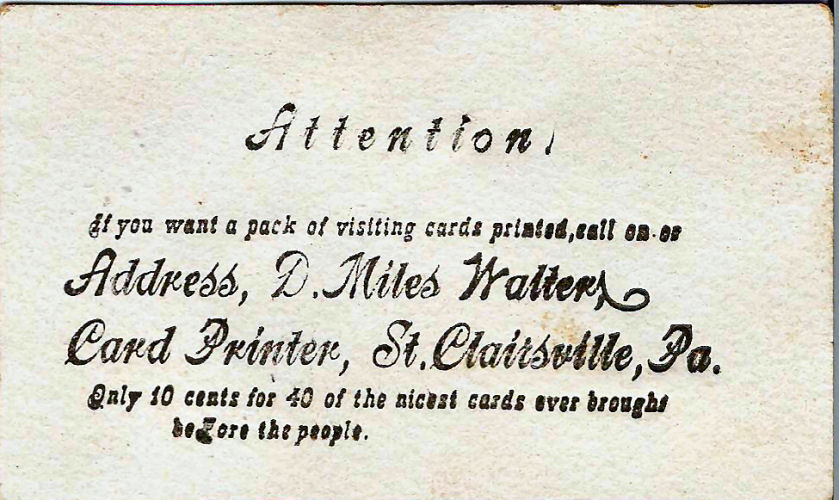 Attention!
If you want a pack of visiting cards printed, call on or
Address, D. Miles Walter,
Card Printer, St. Clairsville, Pa.
Only 10 cents for 40 of the nicest cards ever brought
before the people.